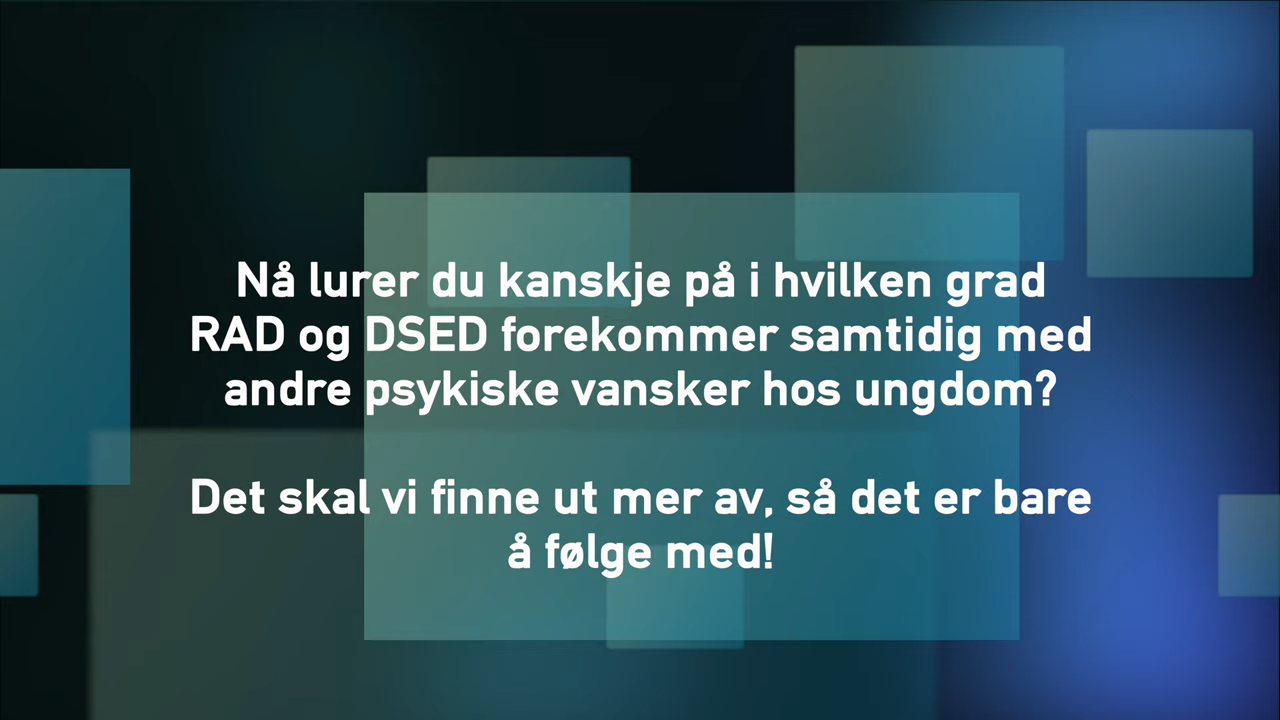 Nå lurer du kanskje på i hvilken grad
RAD og DSED forekommer samtidig med
andre psykiske vansker hos ungdom?
Det skal vi finne ut mer av, så det er bare
å følge med!